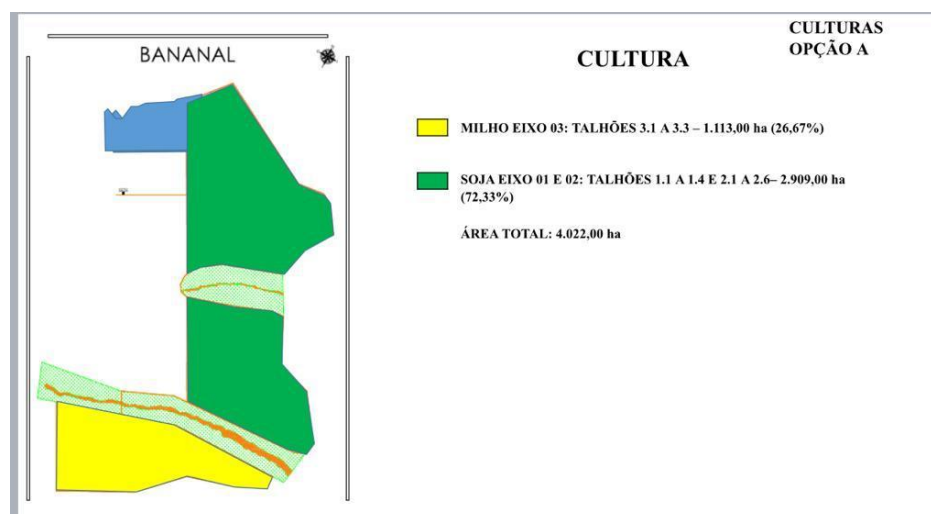 CULTURAS
OPÇÃO A
BANANAL
CULTURA
MILHO EIXO 03: TALHÕES 3.1 A 3.3 – 1.113,00 ha (26,67%)
SOJA EIXO 01 E 02: TALHÕES 1.1 A 1.4 E 2.1 A 2.6– 2.909,00 ha
(72,33%)
ÁREA TOTAL: 4.022,00 ha